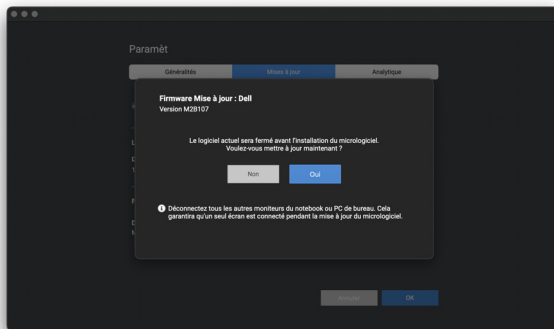 Paramèt
Généralités
Mises à jour
Analytique
Firmware Mise à jour : Dell
Version M2B107
L
Le logiciel actuel sera fermé avant l'installation du micrologiciel.
Voulez-vous mettre à jour maintenant ?
Non
Oui
Déconnectez tous les autres moniteurs du notebook ou PC de bureau. Cela
garantira qu'un seul écran est connecté pendant la mise à jour du micrologiciel.
Annuler
OK